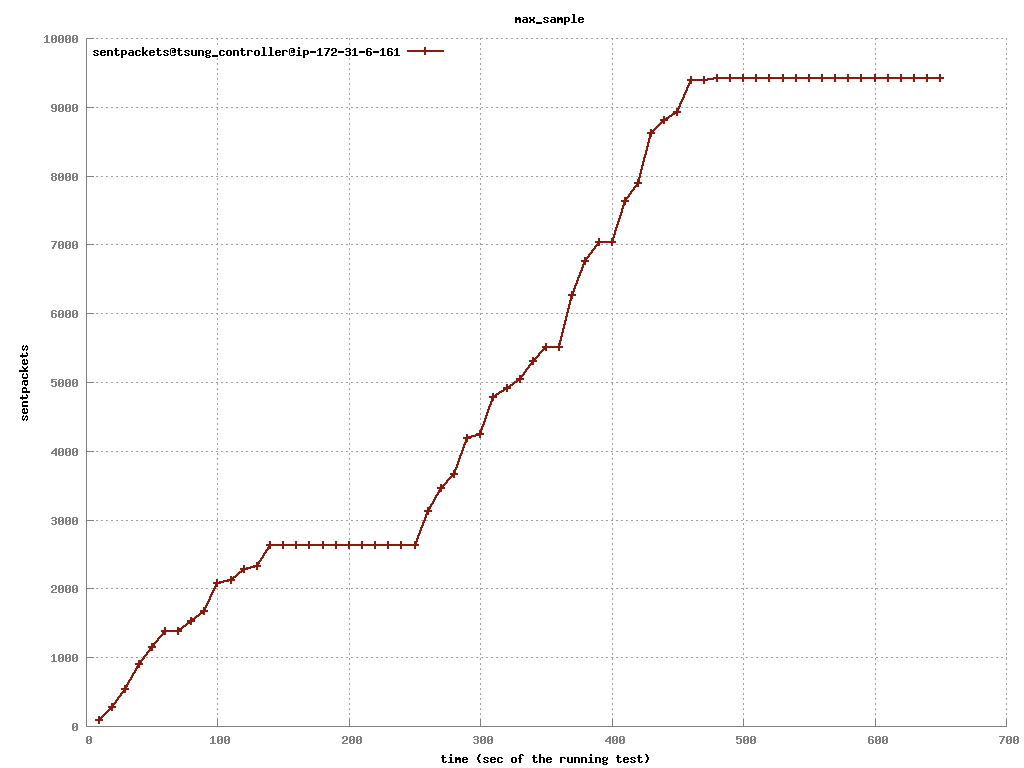 max_sample
sentpackets@tsung_controller@ip-172-31-6-161
10000
9000
8000
7000
6000
5000
4000
3000
2000
1000
0
sentpackets
0 100 200 300 400 500 600 700
time (sec of the running test)